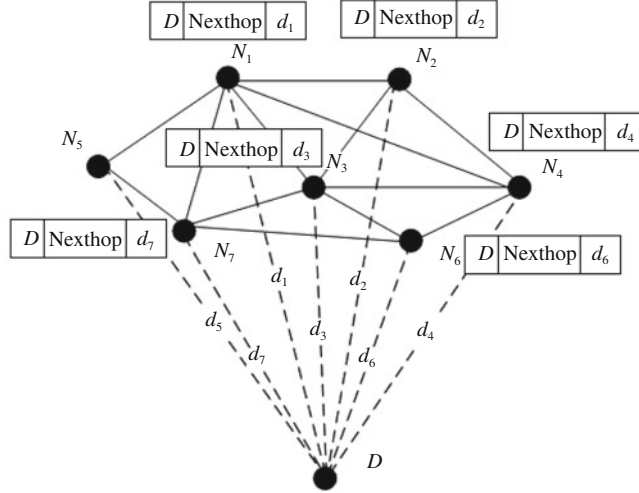 D Nexthop d₁
D Nexthop d₂
N₁
N₂
D Nexthop d₄
N₅
D Nexthop d₃
N₃
N₄
D Nexthop d₇
N₇
N₆
D Nexthop d₆
d₁
d₂
d₅
d₃
d₄
d₇
d₆
D